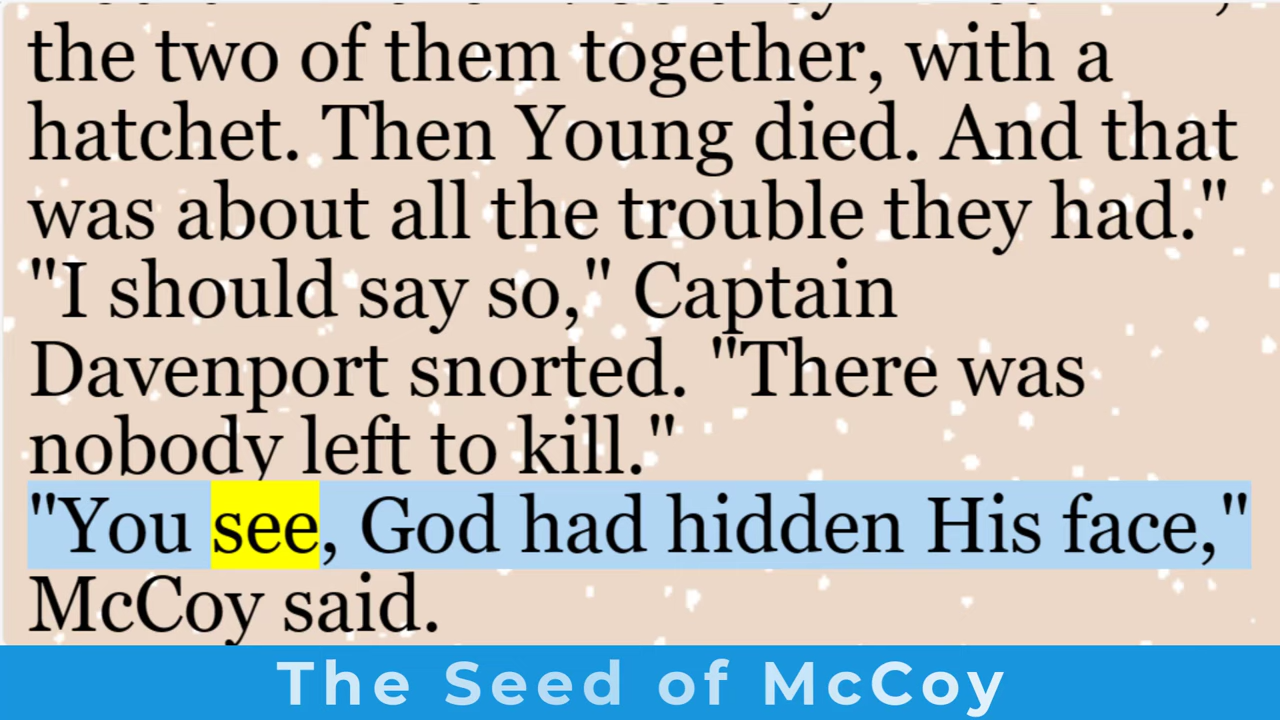 the two of them together, with a
hatchet. Then Young died. And that
was about all the trouble they had."
"I should say so," Captain
Davenport snorted. "There was
nobody left to kill."
"You see, God had hidden His face,"
McCoy said.
The Seed of McCoy